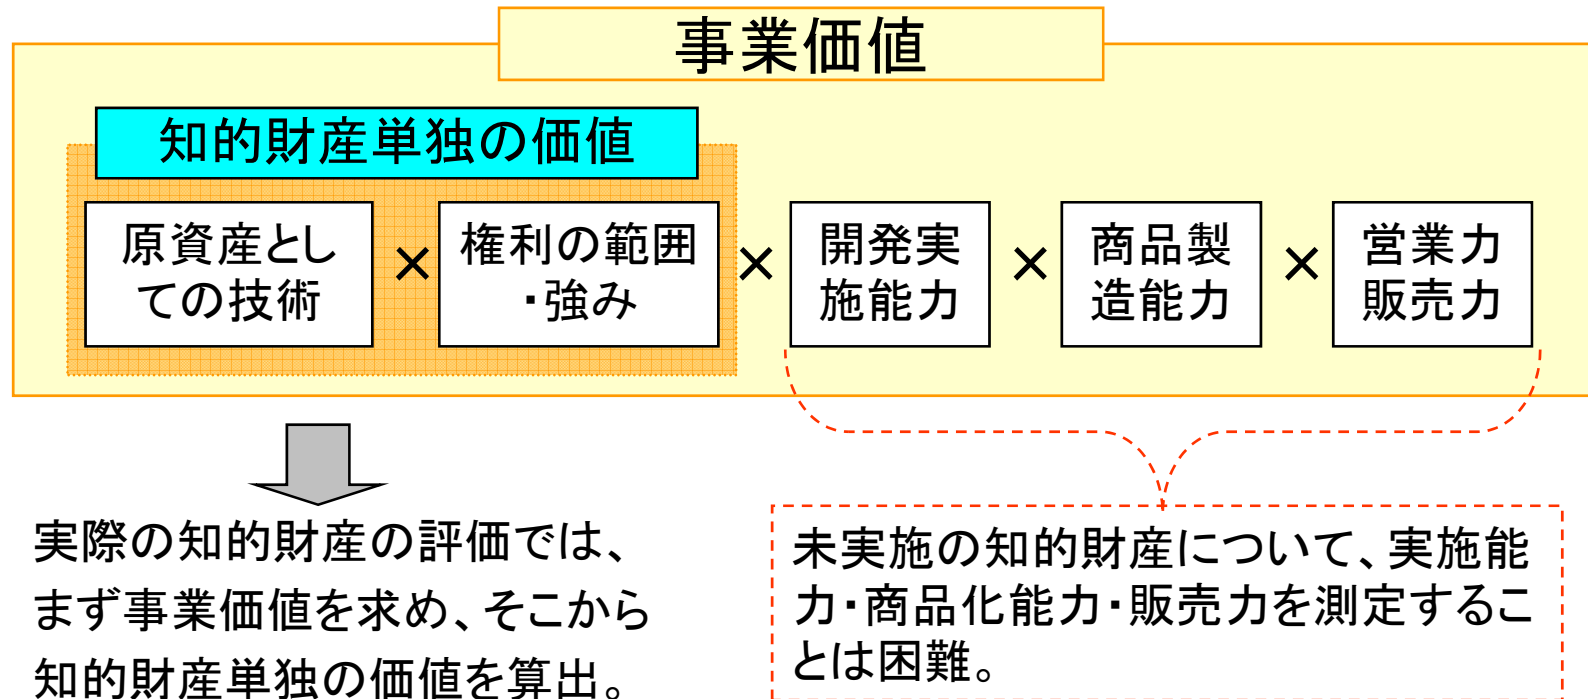 事業価値
知的財産単独の価値
原資産とし
ての技術
×
権利の範囲
・強み
×
開発実
施能力
×
商品製
造能力
×
営業力
販売力
実際の知的財産の評価では、
まず事業価値を求め、そこから
知的財産単独の価値を算出。
未実施の知的財産について、実施能
力・商品化能力・販売力を測定するこ
とは困難。